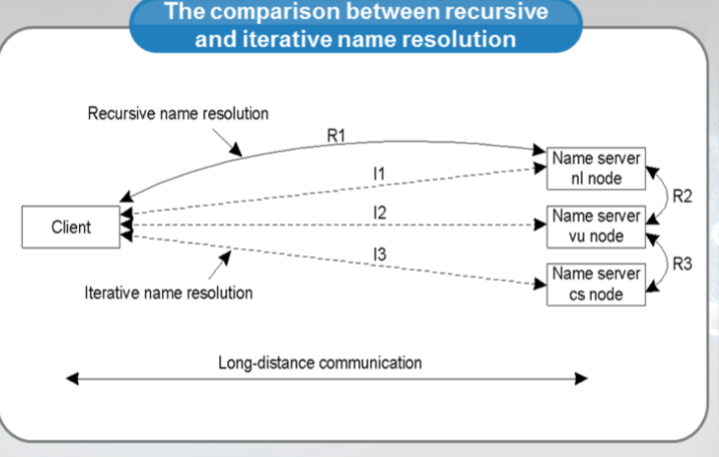 The comparison between recursive
and iterative name resolution
Recursive name resolution
R1
Name server
nl node
I1
R2
I2
Client
Name server
vu node
I3
R3
Name server
cs node
Iterative name resolution
Long-distance communication